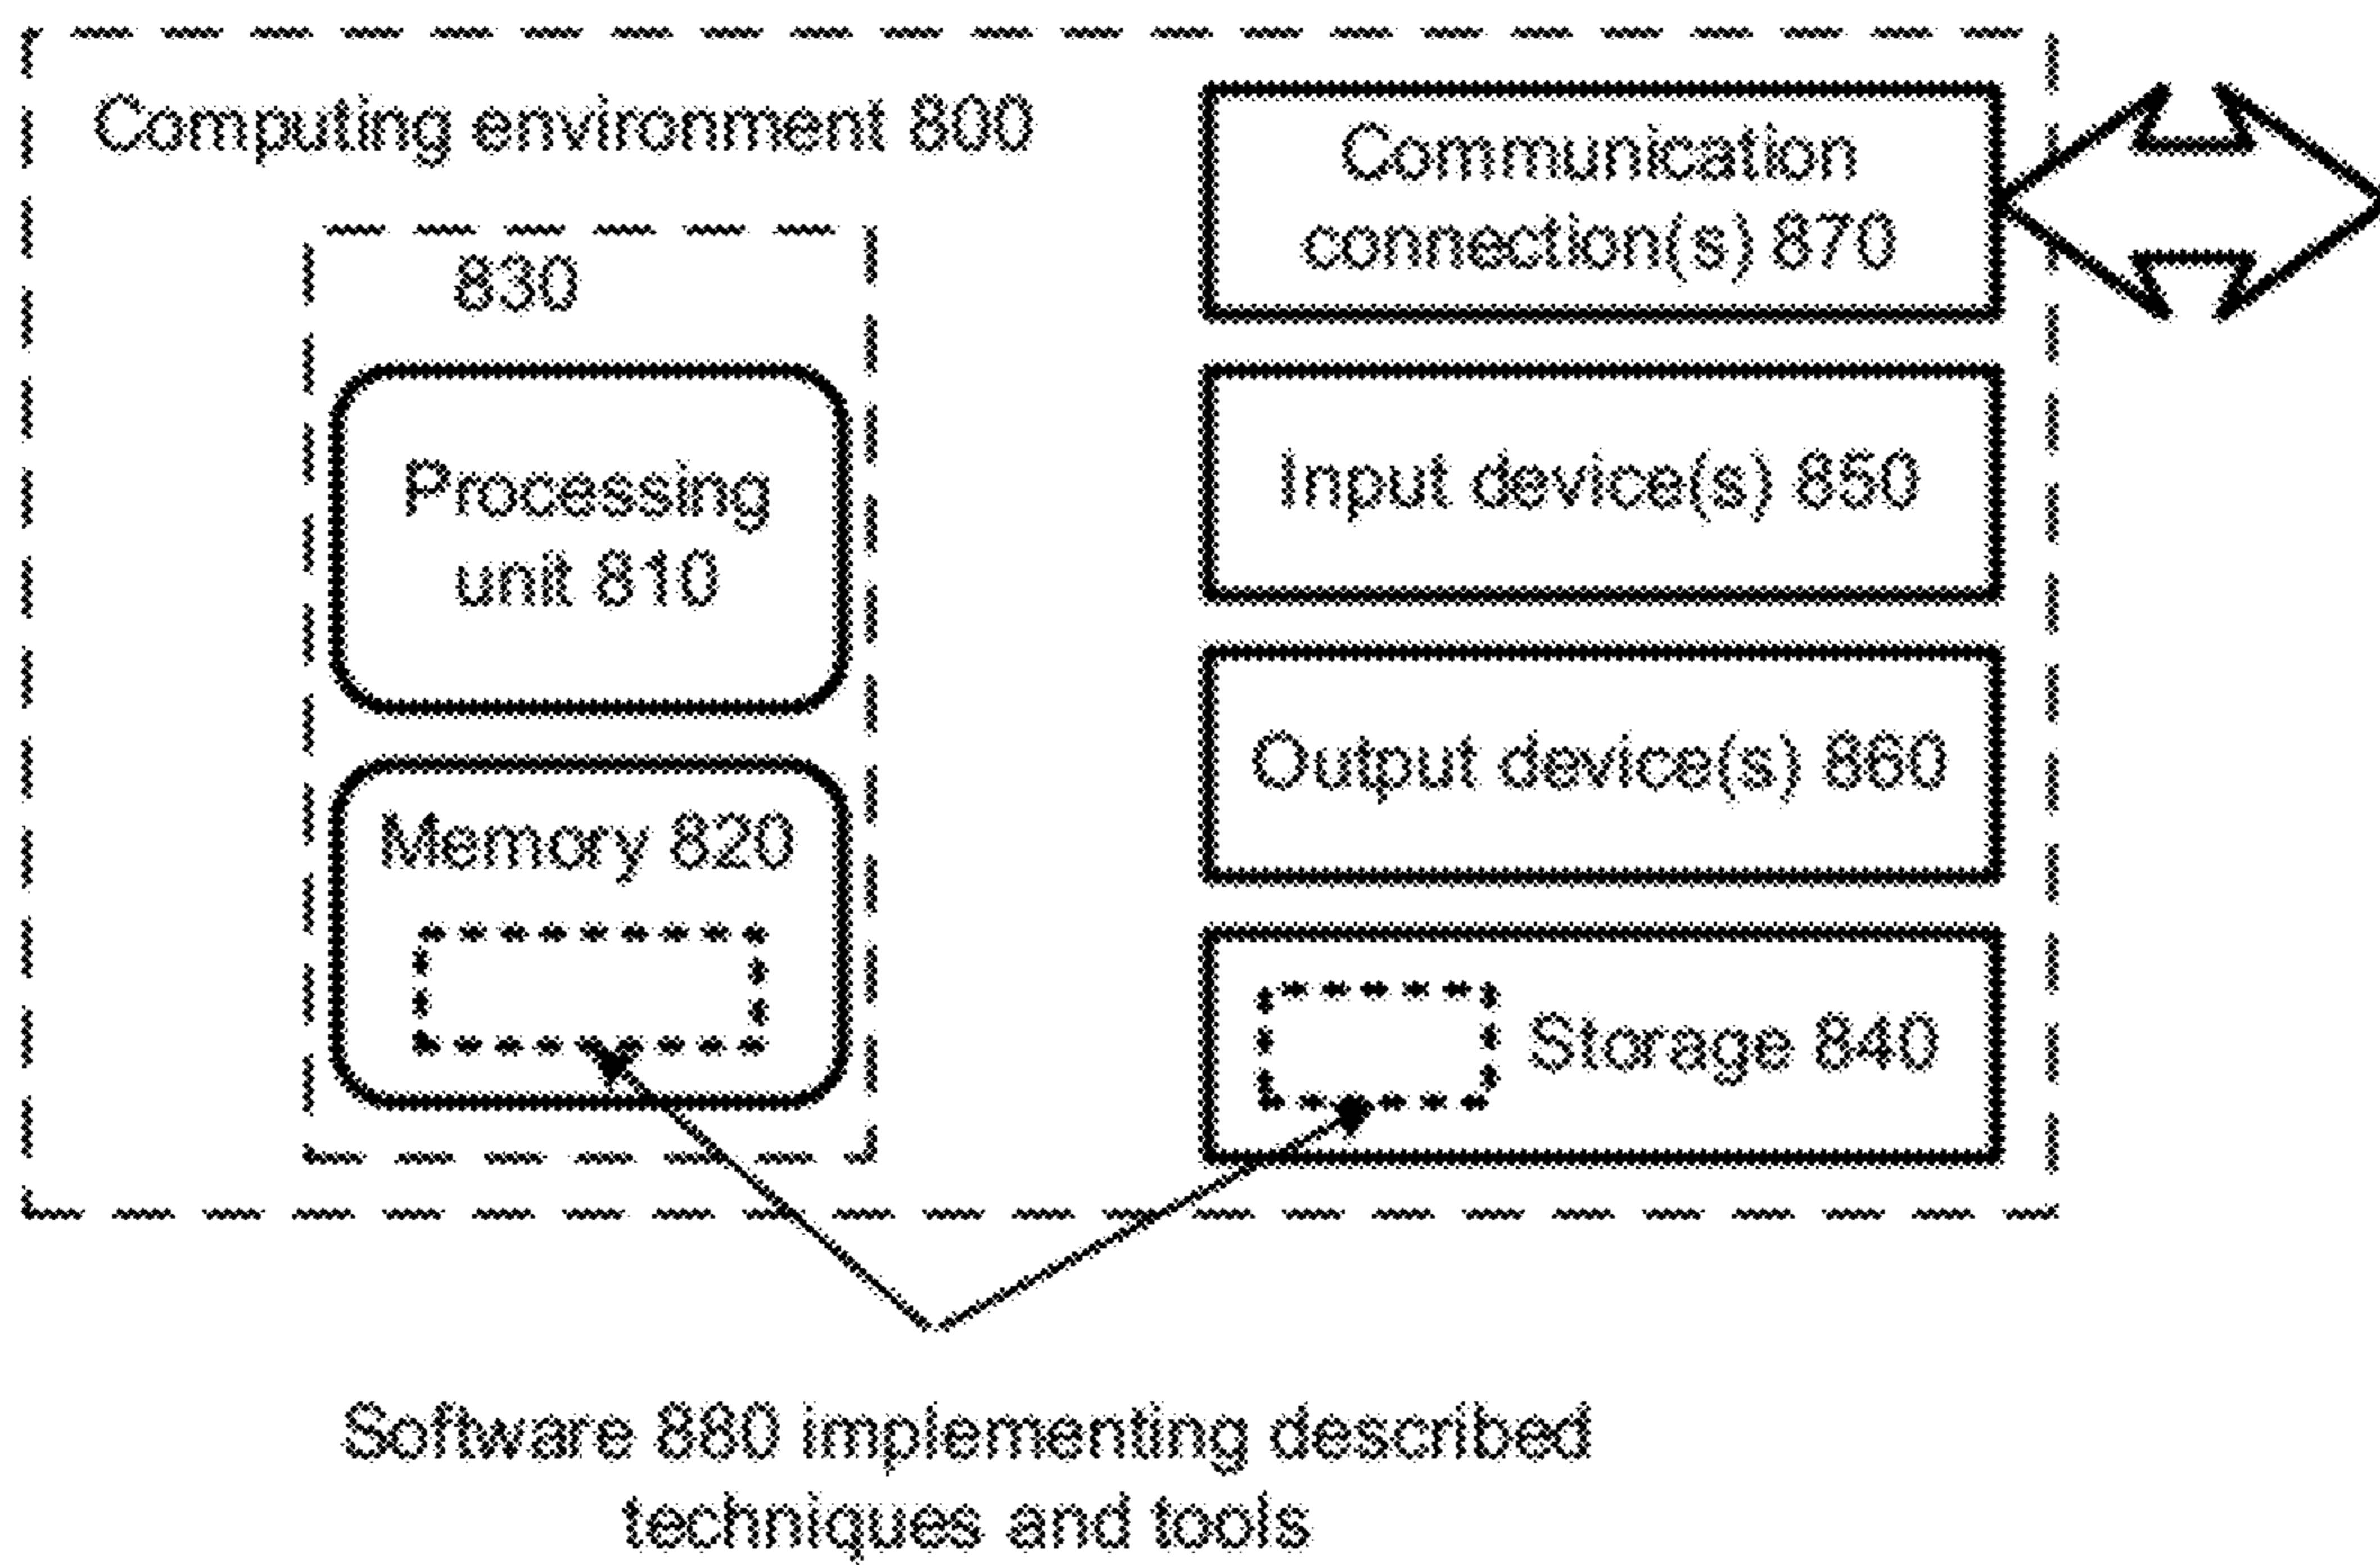 Computing environment 800
830
Processing
unit 810
Memory 820
Communication
connection(s) 870
Input device(s) 850
Output device(s) 860
Storage 840
Software 880 implementing described
techniques and tools